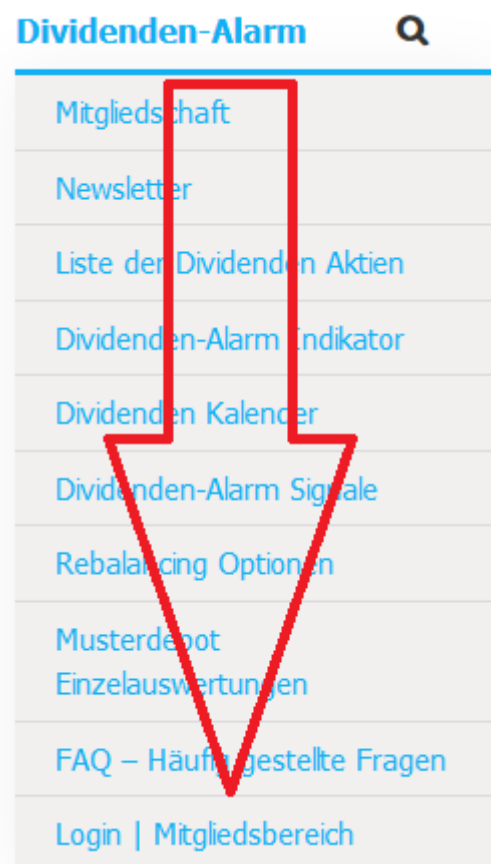 Dividenden-Alarm
Mitgliedschaft
Newsletter
Liste der Dividenden Aktien
Dividenden-Alarm Indikator
Dividenden Kalender
Dividenden-Alarm Signale
Rebalancing Optionen
Musterdepot
Einzelauswertungen
FAQ – Häufig gestellte Fragen
Login | Mitgliedsbereich